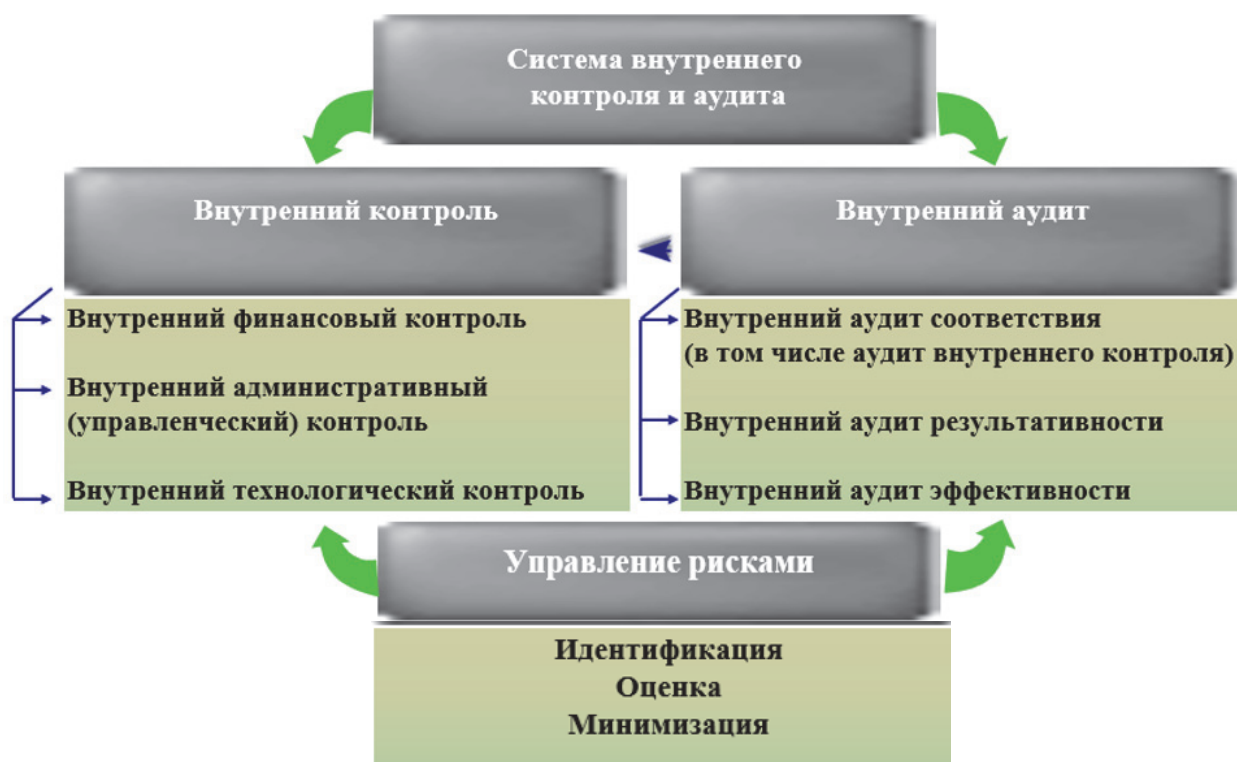 Система внутреннего
контроля и аудита
Внутренний контроль
Внутренний финансовый контроль
Внутренний административный
(управленческий) контроль
Внутренний технологический контроль
Внутренний аудит
Внутренний аудит соответствия
(в том числе аудит внутреннего контроля)
Внутренний аудит результативности
Внутренний аудит эффективности
Управление рисками
Идентификация
Оценка
Минимизация